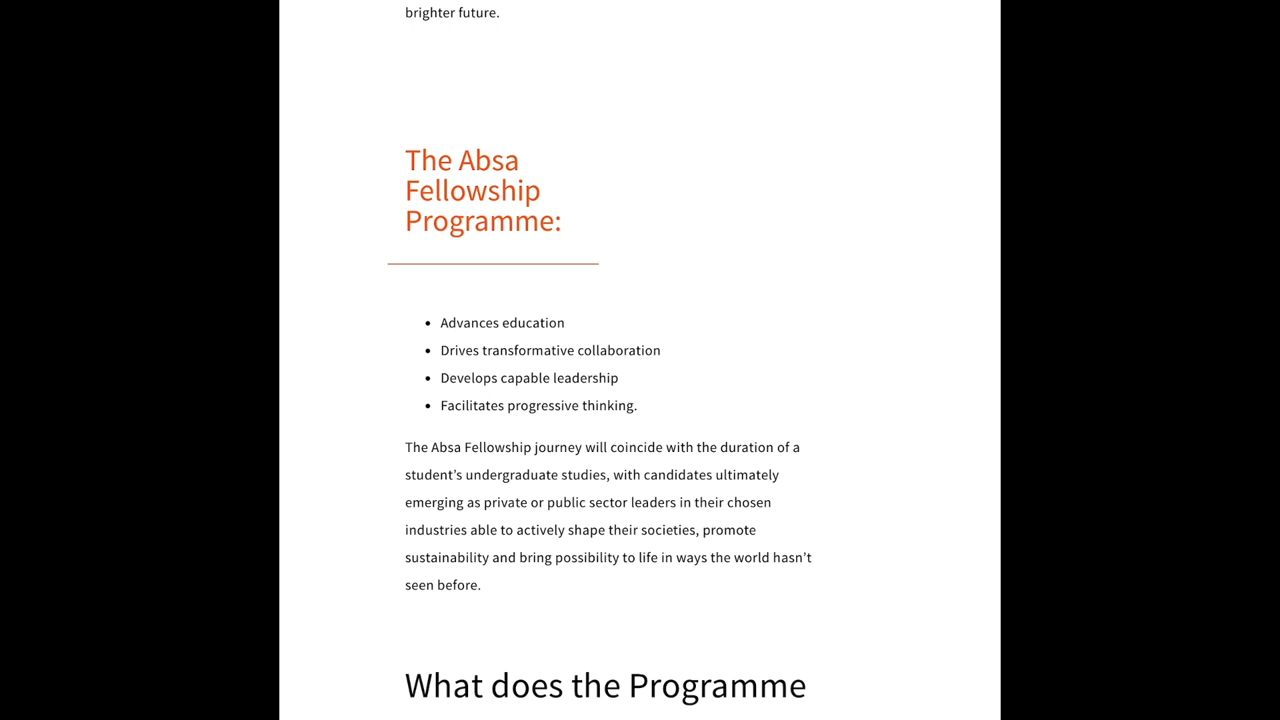 brighter future.
The Absa
Fellowship
Programme:
• Advances education
• Drives transformative collaboration
• Develops capable leadership
• Facilitates progressive thinking.
The Absa Fellowship journey will coincide with the duration of a
student’s undergraduate studies, with candidates ultimately
emerging as private or public sector leaders in their chosen
industries able to actively shape their societies, promote
sustainability and bring possibility to life in ways the world hasn’t
seen before.
What does the Programme